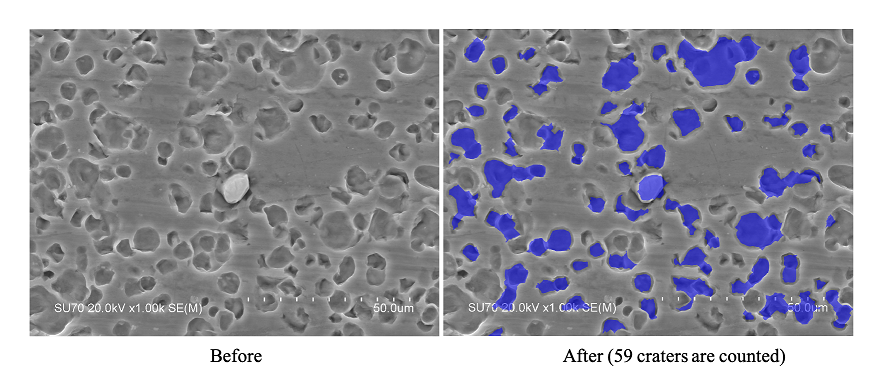 SU70 20.0kV x1.00k SE(M) 50.0um
SU70 20.0kV x1.00k SE(M) 50.0um
Before
After (59 craters are counted)